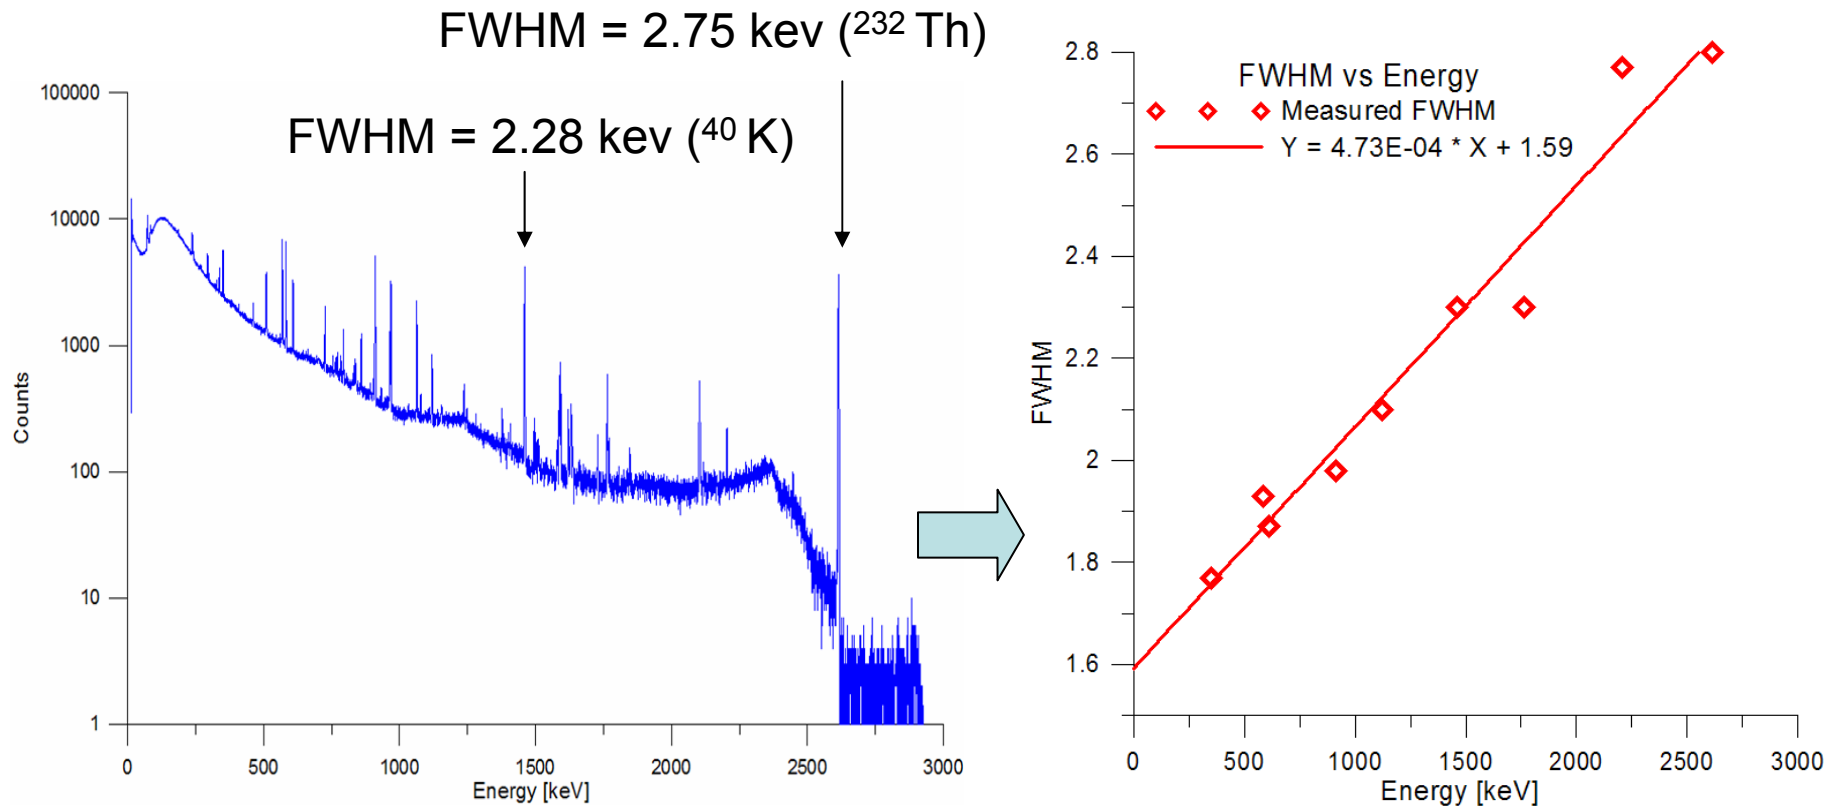 FWHM = 2.75 kev (232 Th)
FWHM = 2.28 kev (40 K)
100000
10000
1000
100
10
1
Counts
0 500 1000 1500 2000 2500 3000
Energy [keV]
FWHM vs Energy
Measured FWHM
Y = 4.73E-04 * X + 1.59
2.8
2.6
2.4
2.2
2
1.8
1.6
FWHM
0 500 1000 1500 2000 2500 3000
Energy [keV]